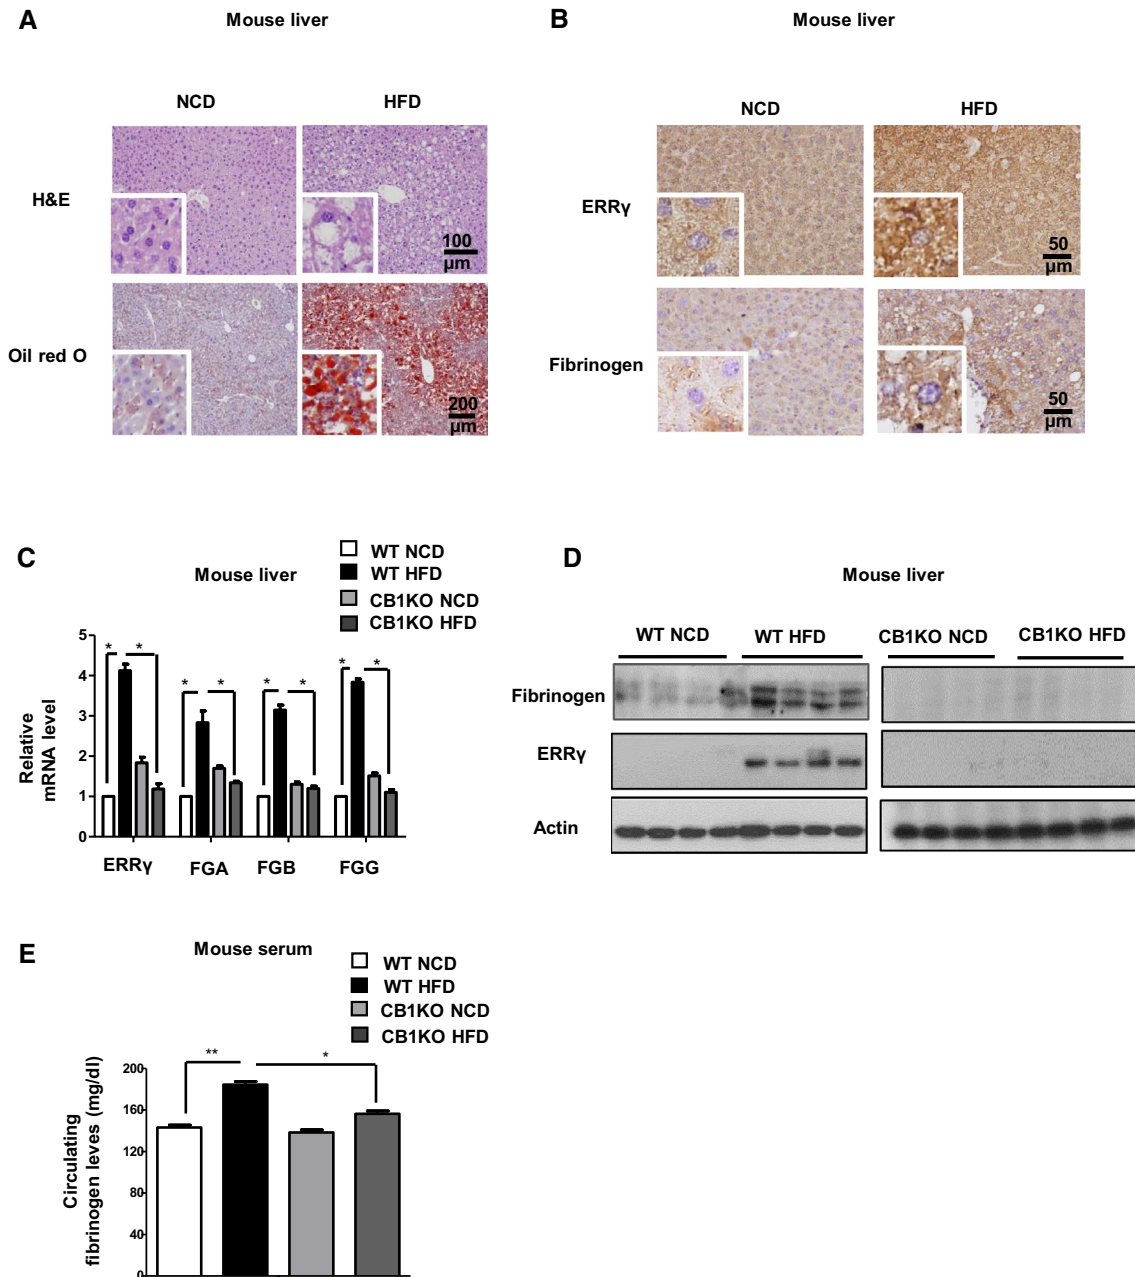 A
Mouse liver
NCD
HFD
H&E
100
µm
Oil red O
200
µm
B
Mouse liver
NCD
HFD
ERRγ
50
µm
Fibrinogen
50
µm
C
Mouse liver
WT NCD
WT HFD
CB1KO NCD
CB1KO HFD
Relative
mRNA level
5
4
3
2
1
0
* * * * * * * *
ERRγ FGA FGB FGG
D
Mouse liver
WT NCD WT HFD CB1KO NCD CB1KO HFD
Fibrinogen
ERRγ
Actin
E
Mouse serum
WT NCD
WT HFD
CB1KO NCD
CB1KO HFD
Circulating
fibrinogen leves (mg/dl)
200
160
120
80
40
0
** *